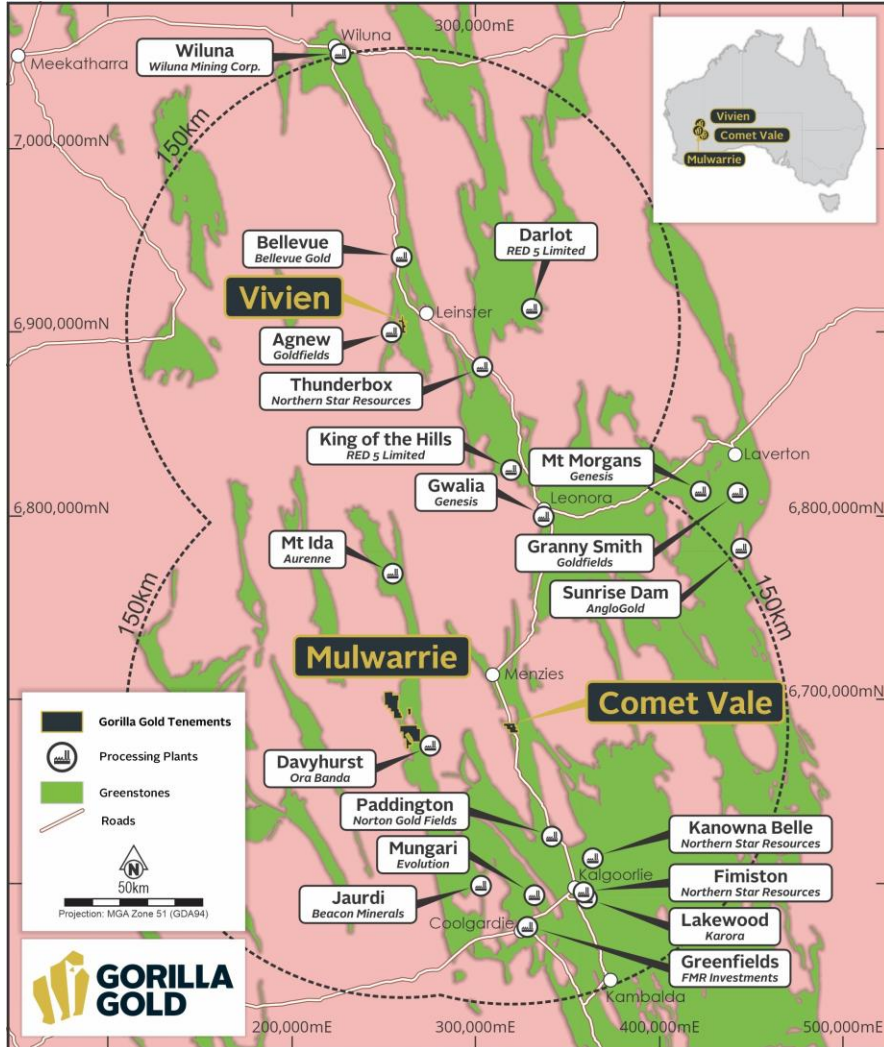 300,000mE
Wiluna
Wiluna
Wiluna Mining Corp.
Meekatharra
Vivien
Comet Vale
Mulwarrie
150km
7,000,000mN
Bellevue
Bellevue Gold
Darlot
RED 5 Limited
Vivien
Leinster
6,900,000mN
Agnew
Goldfields
Thunderbox
Northern Star Resources
King of the Hills
RED 5 Limited
Mt Morgans
Genesis
Laverton
Gwalia
Genesis
Leonora
6,800,000mN
6,800,000mN
Mt Ida
Aurenne
Granny Smith
Goldfields
Sunrise Dam
AngloGold
150km
150km
Mulwarrie
Menzies
Comet Vale
6,700,000mN
Gorilla Gold Tenements
Processing Plants
Greenstones
Roads
N
50km
Projection: MGA Zone 51 (GDA94)
Davyhurst
Ora Banda
Paddington
Norton Gold Fields
Kanowna Belle
Northern Star Resources
Mungari
Evolution
Kalgoorlie
Fimiston
Northern Star Resources
Jaurdi
Beacon Minerals
Coolgardie
Lakewood
Karora
Greenfields
FMR Investments
Kambalda
GORILLA
GOLD
200,000mE
300,000mE
400,000mE
500,000mE